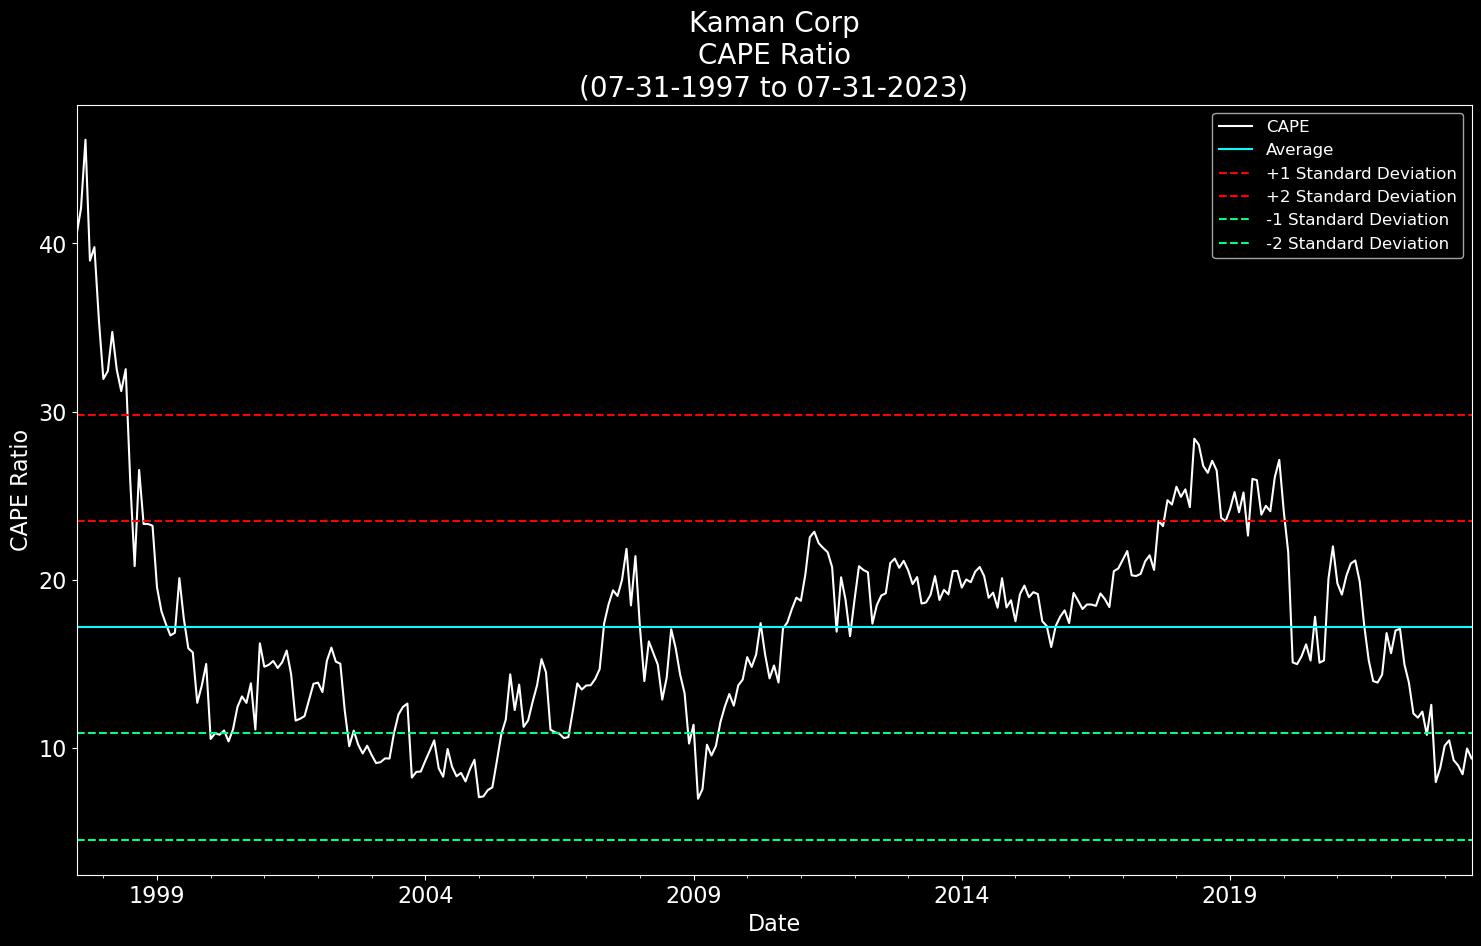 Kaman Corp
CAPE Ratio
(07-31-1997 to 07-31-2023)
CAPE
Average
+1 Standard Deviation
+2 Standard Deviation
-1 Standard Deviation
-2 Standard Deviation
40
30
20
10
CAPE Ratio
1999 2004 2009 2014 2019
Date